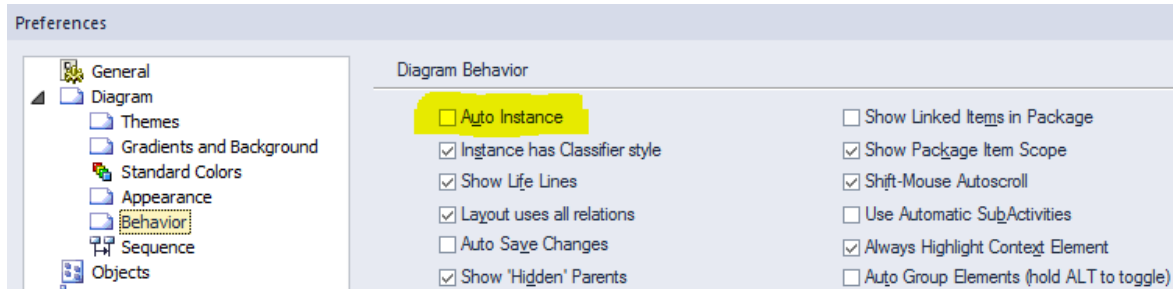 Preferences
General
Diagram
Themes
Gradients and Background
Standard Colors
Appearance
Behavior
Sequence
Objects
Diagram Behavior
Auto Instance
Instance has Classifier style
Show Life Lines
Layout uses all relations
Auto Save Changes
Show 'Hidden' Parents
Show Linked Items in Package
Show Package Item Scope
Shift-Mouse Autoscroll
Use Automatic SubActivities
Always Highlight Context Element
Auto Group Elements (hold ALT to toggle)